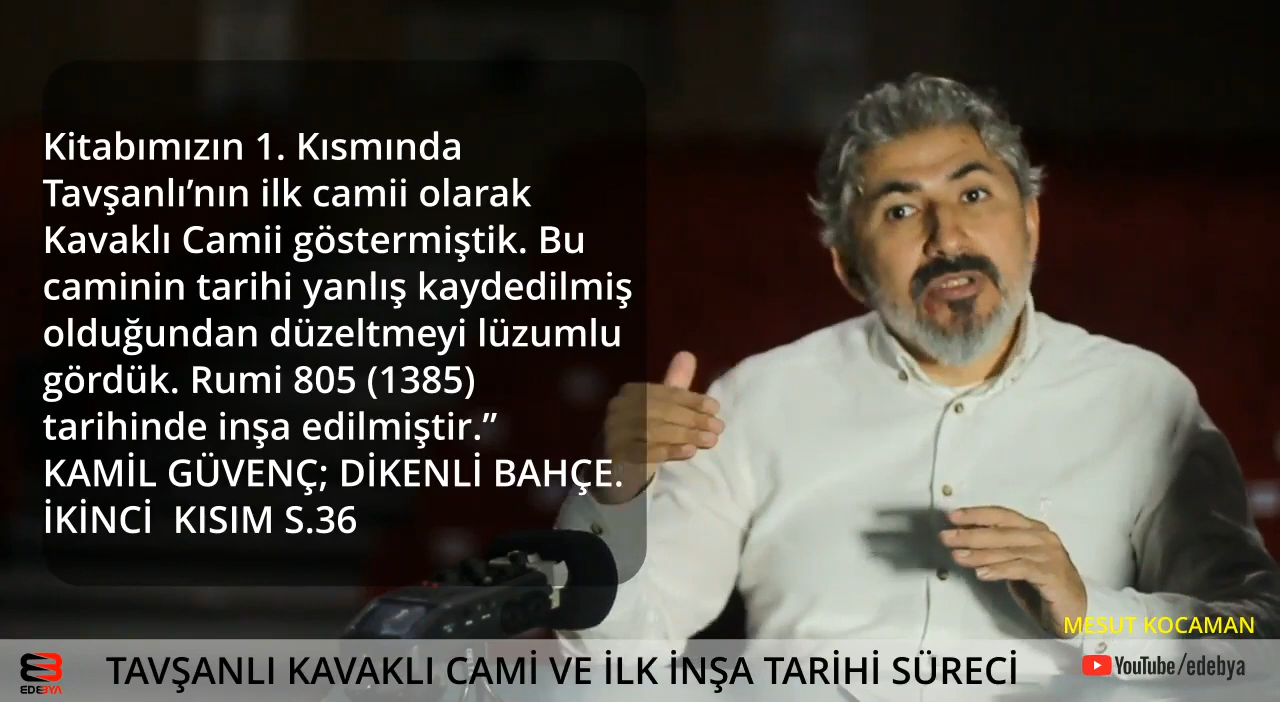 Kitabımızın 1. Kısmında
Tavşanlı’nın ilk camii olarak
Kavaklı Camii göstermiştik. Bu
caminin tarihi yanlış kaydedilmiş
olduğundan düzeltmeyi lüzumlu
gördük. Rumi 805 (1385)
tarihinde inşa edilmiştir.”
KAMİL GÜVENÇ; DİKENLİ BAHÇE.
İKİNCİ  KISIM S.36
MESUT KOCAMAN
EDEBYA
TAVŞANLI KAVAKLI CAMİ VE İLK İNŞA TARİHİ SÜRECİ
YouTube/edebya